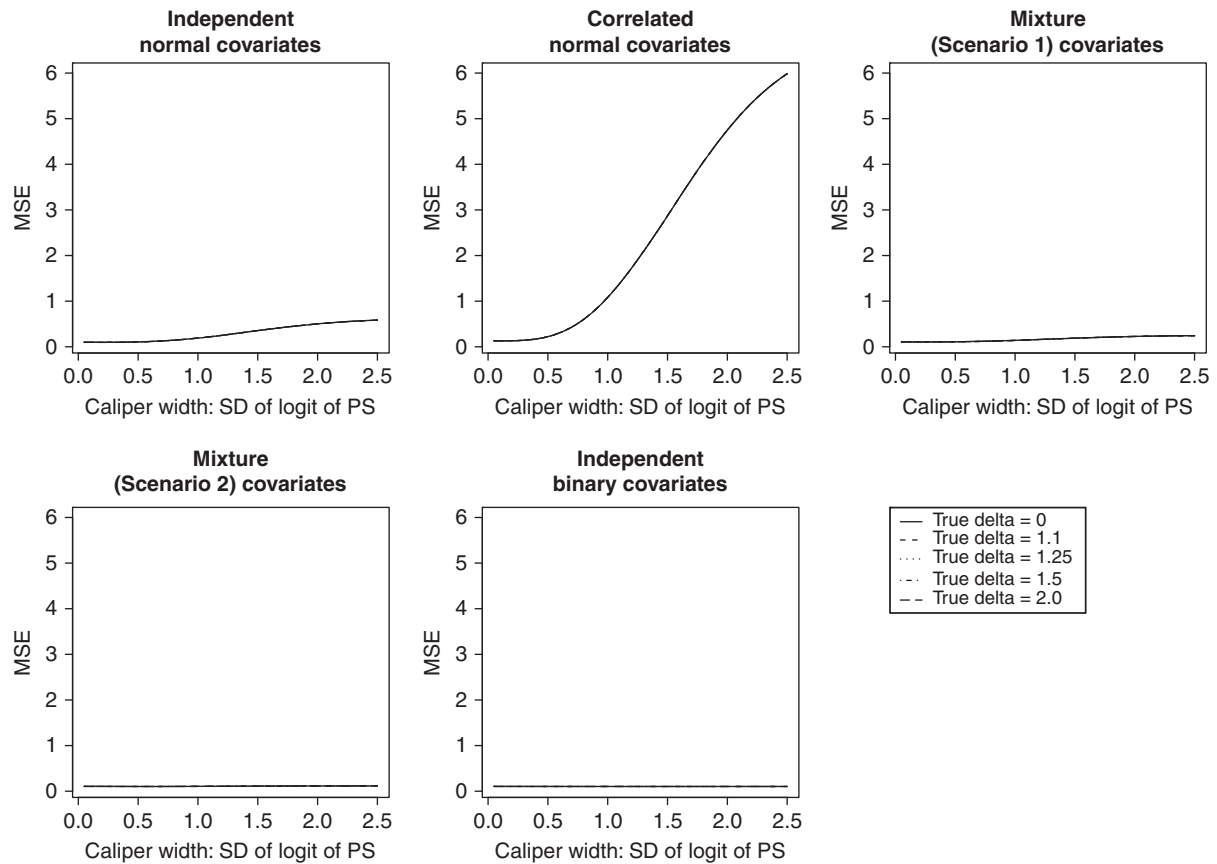 Independent
normal covariates
6
5
4
3
2
1
0
MSE
0.0 0.5 1.0 1.5 2.0 2.5
Caliper width: SD of logit of PS
Correlated
normal covariates
6
5
4
3
2
1
0
MSE
0.0 0.5 1.0 1.5 2.0 2.5
Caliper width: SD of logit of PS
Mixture
(Scenario 1) covariates
6
5
4
3
2
1
0
MSE
0.0 0.5 1.0 1.5 2.0 2.5
Caliper width: SD of logit of PS
Mixture
(Scenario 2) covariates
6
5
4
3
2
1
0
MSE
0.0 0.5 1.0 1.5 2.0 2.5
Caliper width: SD of logit of PS
Independent
binary covariates
6
5
4
3
2
1
0
MSE
0.0 0.5 1.0 1.5 2.0 2.5
Caliper width: SD of logit of PS
True delta = 0
True delta = 1.1
True delta = 1.25
True delta = 1.5
True delta = 2.0